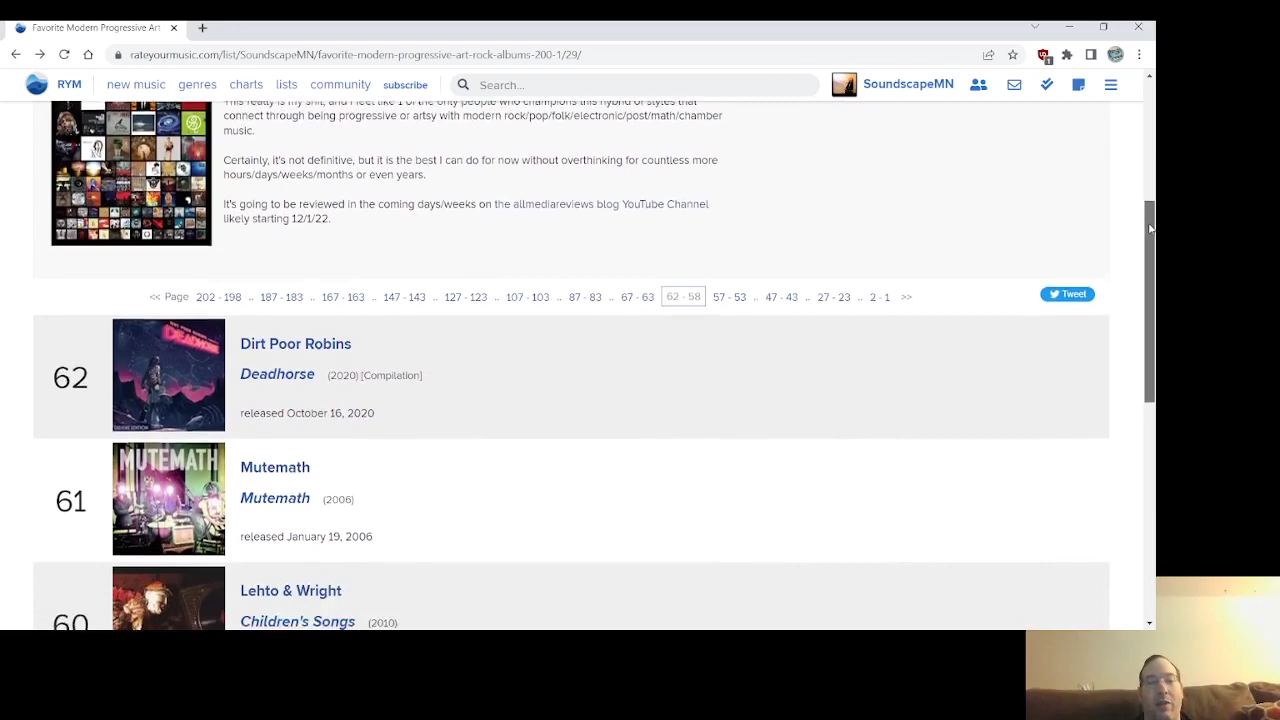 Favorite Modern Progressive Art
rateyourmusic.com/list/SoundscapeMN/favorite-modern-progressive-art-rock-albums-200-1/29/
RYM new music genres charts lists community subscribe Search... SoundscapeMN
connect through being progressive or artsy with modern rock/pop/folk/electronic/post/math/chamber
music.
Certainly, it's not definitive, but it is the best I can do for now without overthinking for countless more
hours/days/weeks/months or even years.
It's going to be reviewed in the coming days/weeks on the allmediareviews blog YouTube Channel
likely starting 12/1/22.
<< Page 202 - 198 .. 187 - 183 .. 167 - 163 .. 147 - 143 .. 127 - 123 .. 107 - 103 .. 87 - 83 .. 67 - 63 62 - 58 57 - 53 .. 47 - 43 .. 27 - 23 .. 2 - 1 >>
Tweet
62
DEADHORSE
Dirt Poor Robins
Deadhorse (2020) [Compilation]
released October 16, 2020
61
MUTEMATH
Mutemath
Mutemath (2006)
released January 19, 2006
60
Lehto & Wright
Children's Songs (2010)